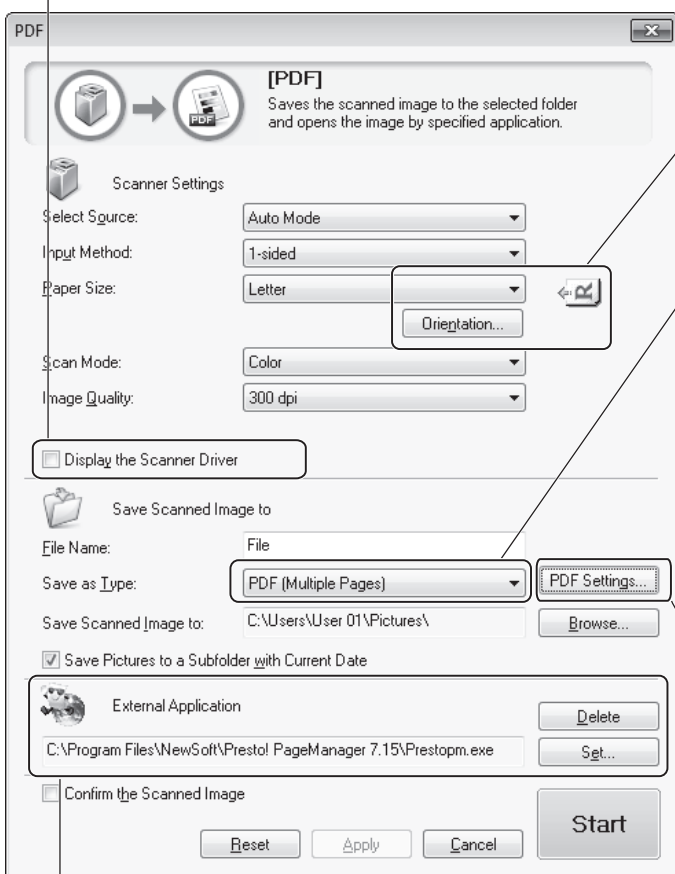 PDF
[PDF]
Saves the scanned image to the selected folder
and opens the image by specified application.
PDF
Scanner Settings
Select Source: Auto Mode
Input Method: 1-sided
Paper Size: Letter
R
Orientation...
Scan Mode: Color
Image Quality: 300 dpi
Display the Scanner Driver
Save Scanned Image to
File Name: File
Save as Type: PDF (Multiple Pages) PDF Settings...
Save Scanned Image to: C:\Users\User 01\Pictures\ Browse...
Save Pictures to a Subfolder with Current Date
External Application
Delete
C:\Program Files\NewSoft\Presto! PageManager 7.15\Prestopm.exe Set...
Confirm the Scanned Image
Start
Reset Apply Cancel